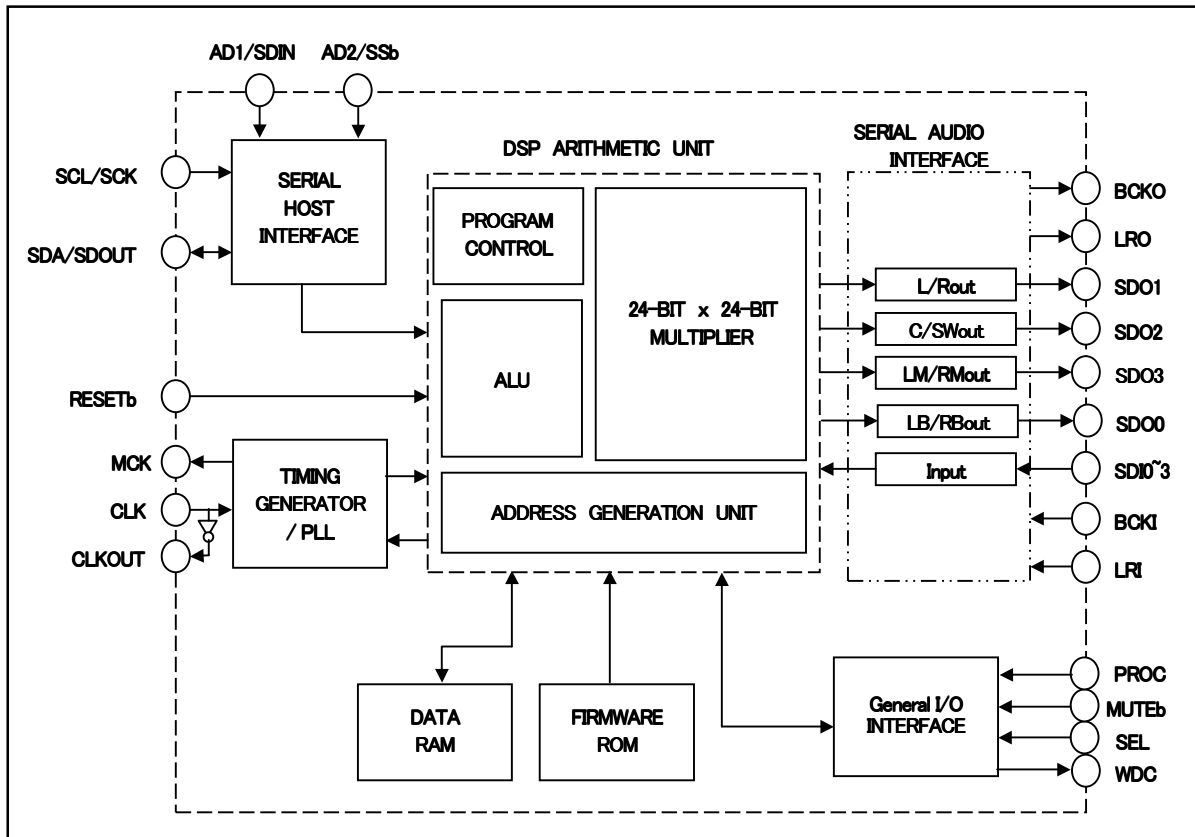 AD1/SDIN
AD2/SSb
SCL/SCK
SDA/SDOUT
SERIAL
HOST
INTERFACE
DSP ARITHMETIC UNIT
SERIAL AUDIO
INTERFACE
PROGRAM
CONTROL
24-BIT x 24-BIT
MULTIPLIER
ALU
ADDRESS GENERATION UNIT
L/Rout
C/SWout
LM/RMout
LB/RBout
Input
BCKO
LRO
SDO1
SDO2
SDO3
SDO0
SDI0~3
BCKI
LRI
RESETb
MCK
CLK
CLKOUT
TIMING
GENERATOR
/ PLL
DATA
RAM
FIRMWARE
ROM
General I/O
INTERFACE
PROC
MUTEb
SEL
WDC